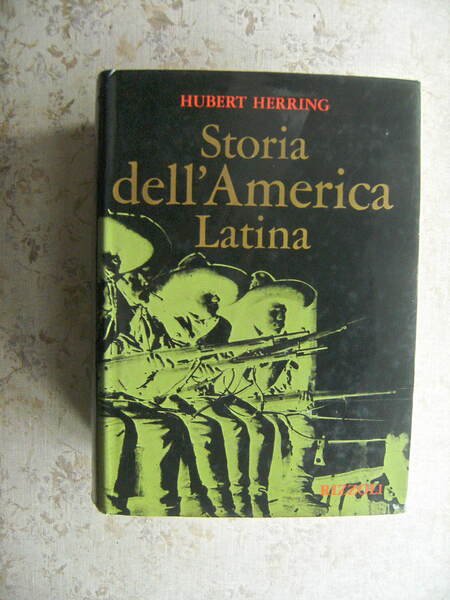 HUBERT HERRING
Storia
dell'America
Latina
RIZZOLI